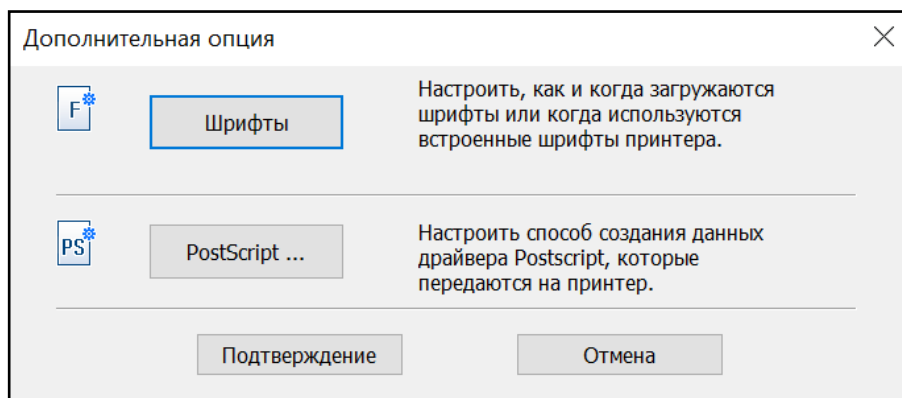 Дополнительная опция
F
Шрифты
Настроить, как и когда загружаются
шрифты или когда используются
встроенные шрифты принтера.
PS
PostScript ...
Настроить способ создания данных
драйвера Postscript, которые
передаются на принтер.
Подтверждение
Отмена